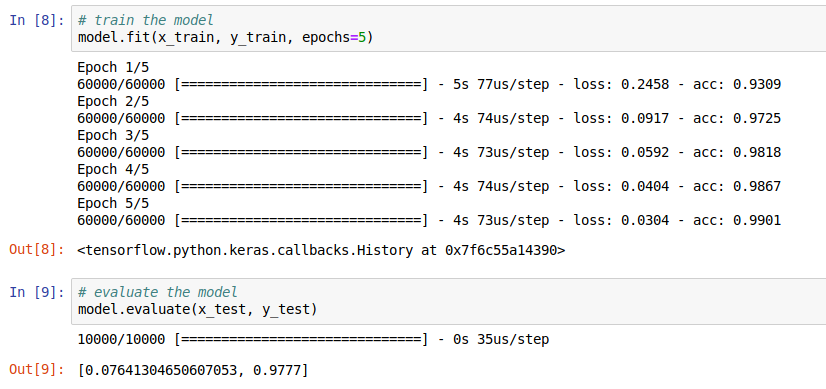 In [8]: # train the model
model.fit(x_train, y_train, epochs=5)
Epoch 1/5
60000/60000 [==============================] - 5s 77us/step - loss: 0.2458 - acc: 0.9309
Epoch 2/5
60000/60000 [==============================] - 4s 74us/step - loss: 0.0917 - acc: 0.9725
Epoch 3/5
60000/60000 [==============================] - 4s 73us/step - loss: 0.0592 - acc: 0.9818
Epoch 4/5
60000/60000 [==============================] - 4s 74us/step - loss: 0.0404 - acc: 0.9867
Epoch 5/5
60000/60000 [==============================] - 4s 73us/step - loss: 0.0304 - acc: 0.9901
Out[8]: <tensorflow.python.keras.callbacks.History at 0x7f6c55a14390>
In [9]: # evaluate the model
model.evaluate(x_test, y_test)
10000/10000 [==============================] - 0s 35us/step
Out[9]: [0.07641304650607053, 0.9777]